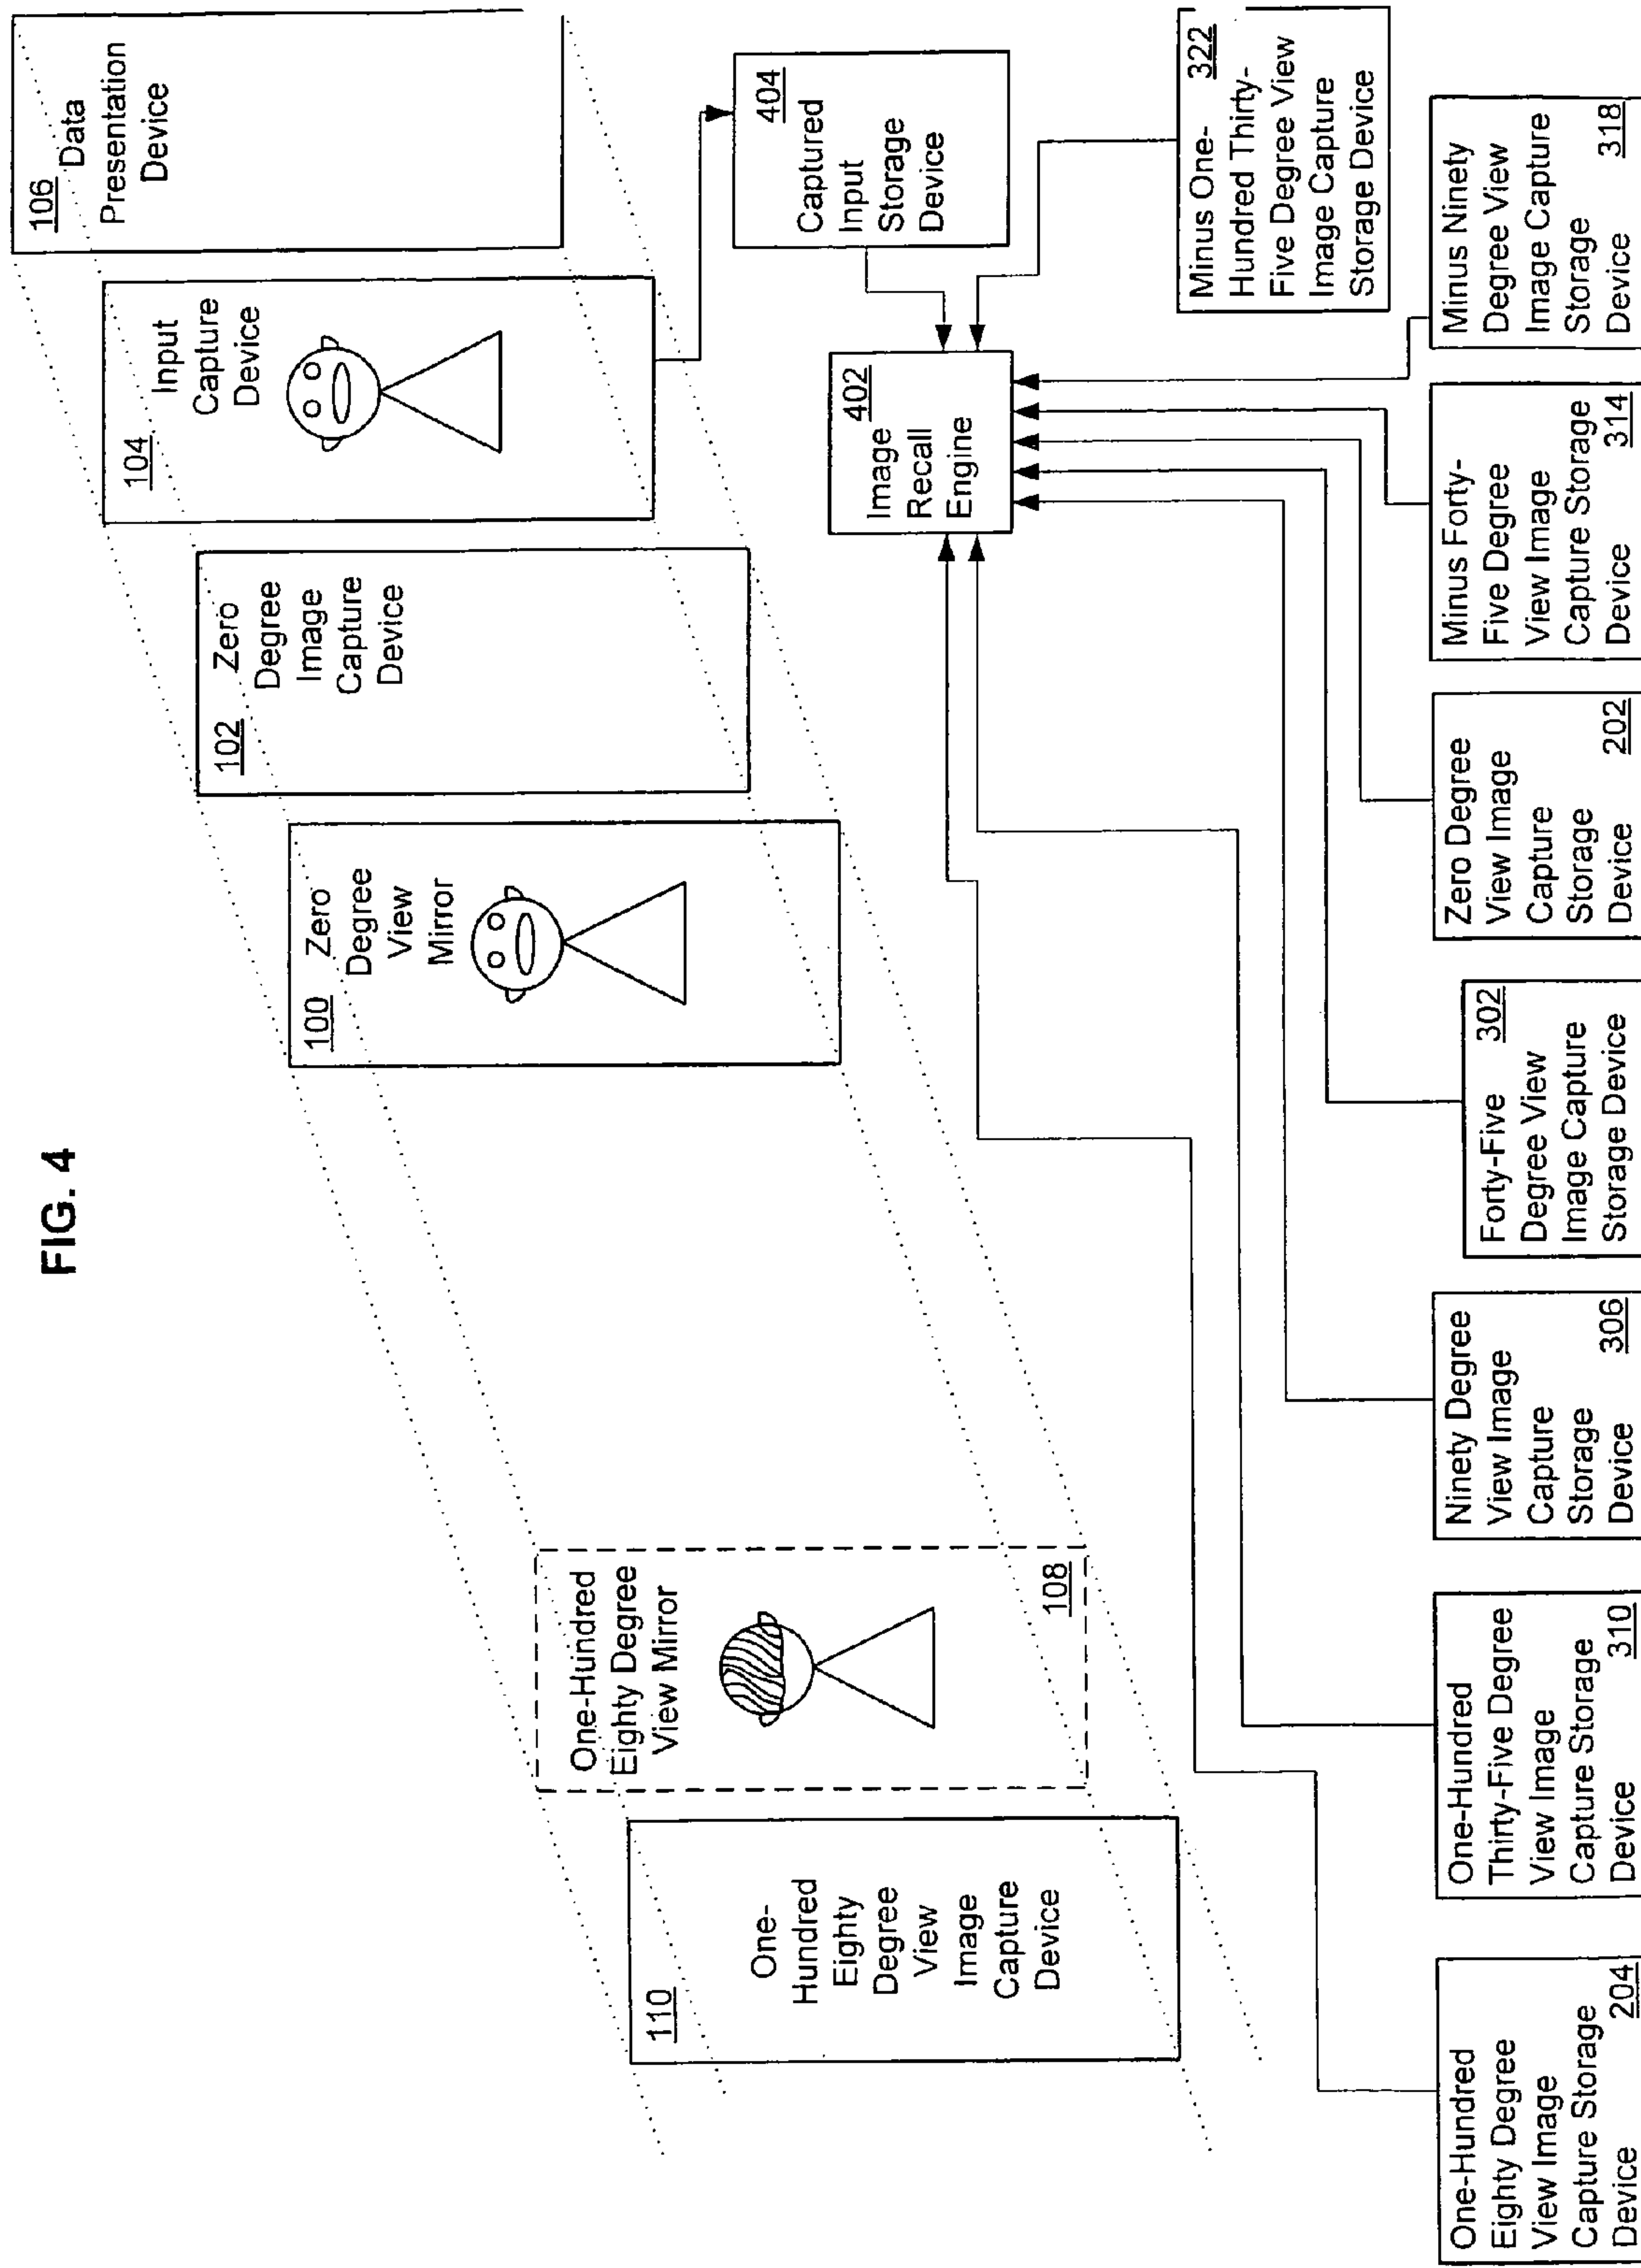 FIG. 4
110
One-
Hundred
Eighty
Degree
View
Image
Capture
Device
One-Hundred
Eighty Degree
View Mirror
108
100 Zero
Degree
View
Mirror
102 Zero
Degree
Image
Capture
Device
104
Input
Capture
Device
106 Data
Presentation
Device
404
Captured
Input
Storage
Device
402
Image
Recall
Engine
Minus One- 322
Hundred Thirty-
Five Degree View
Image Capture
Storage Device
One-Hundred
Eighty Degree
View Image
Capture Storage
Device 204
One-Hundred
Thirty-Five Degree
View Image
Capture Storage
Device 310
Ninety Degree
View Image
Capture
Storage
Device 306
Forty-Five 302
Degree View
Image Capture
Storage Device
Zero Degree
View Image
Capture
Storage
Device 202
Minus Forty-
Five Degree
View Image
Capture Storage
Device 314
Minus Ninety
Degree View
Image Capture
Storage
Device 318